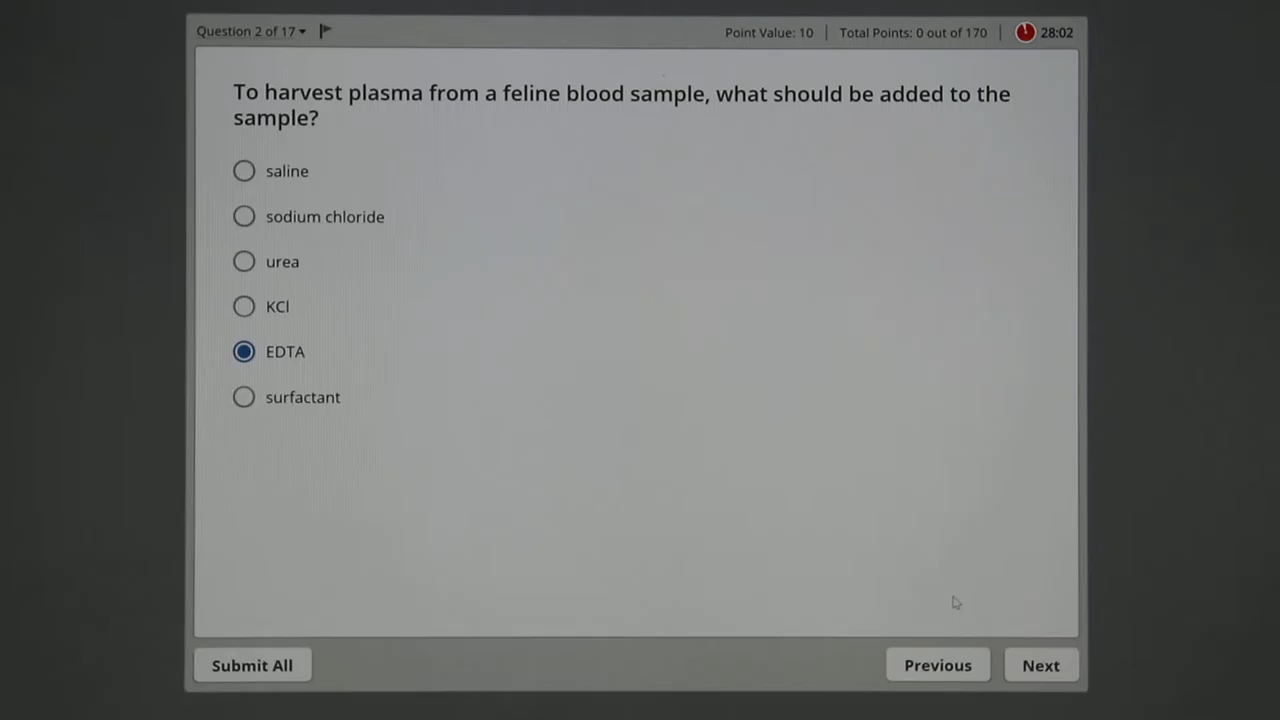 Question 2 of 17
Point Value: 10 | Total Points: 0 out of 170 | 28:02
To harvest plasma from a feline blood sample, what should be added to the
sample?
saline
sodium chloride
urea
KCl
EDTA
surfactant
Submit All
Previous
Next